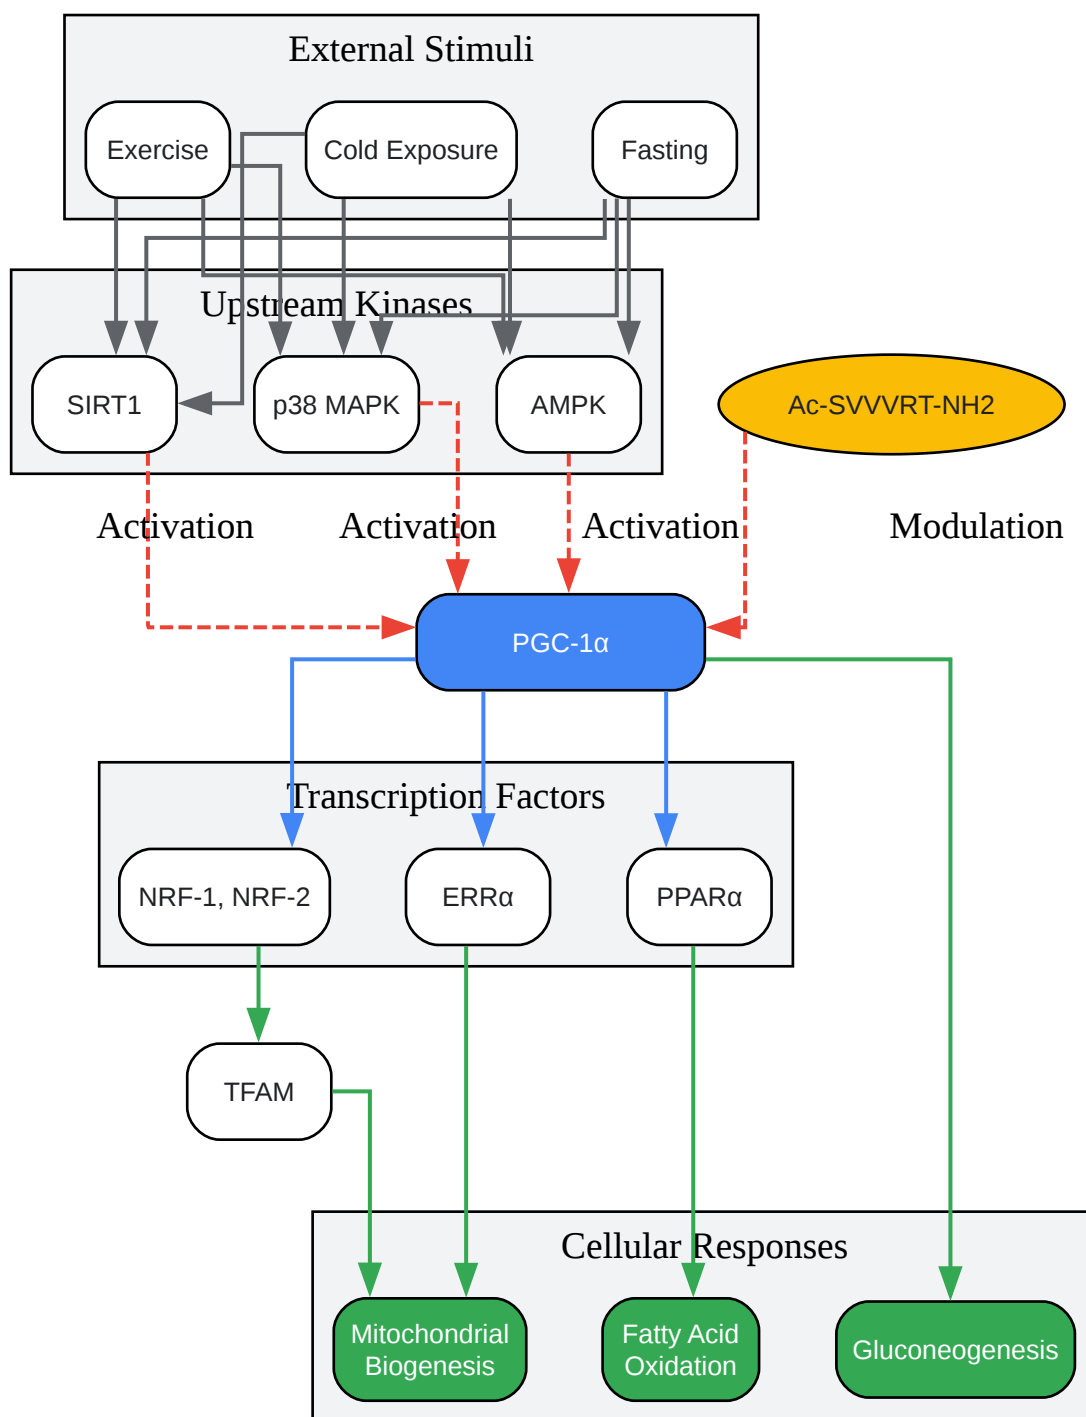 External Stimuli
Exercise
Cold Exposure
Fasting
Upstream Kinases
SIRT1
p38 MAPK
AMPK
Ac-SVVVRT-NH2
Activation
Activation
Activation
Modulation
PGC-1α
Transcription Factors
NRF-1, NRF-2
ERRα
PPARα
TFAM
Cellular Responses
Mitochondrial
Biogenesis
Fatty Acid
Oxidation
Gluconeogenesis